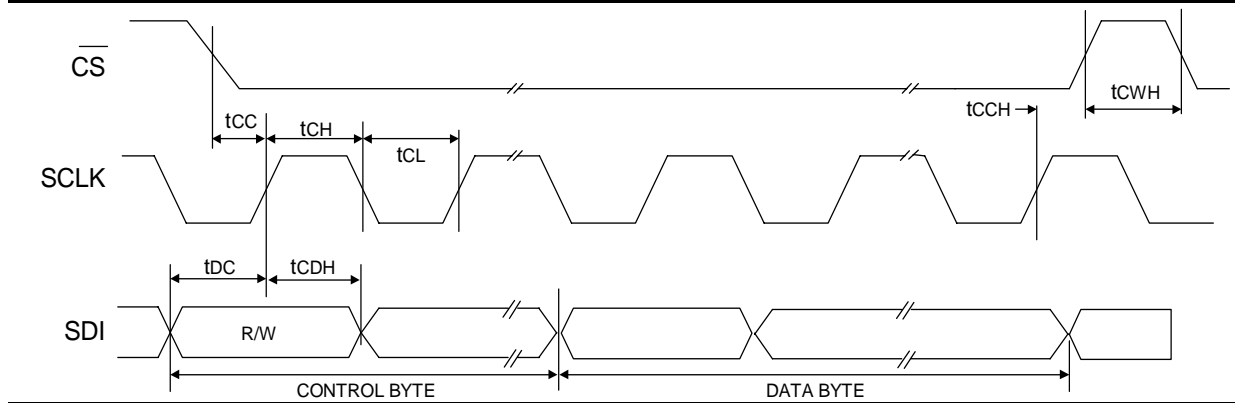 CS
tCC
tCH
tCL
tCCH
tCWH
SCLK
tDC
tCDH
SDI
R/W
CONTROL BYTE
DATA BYTE